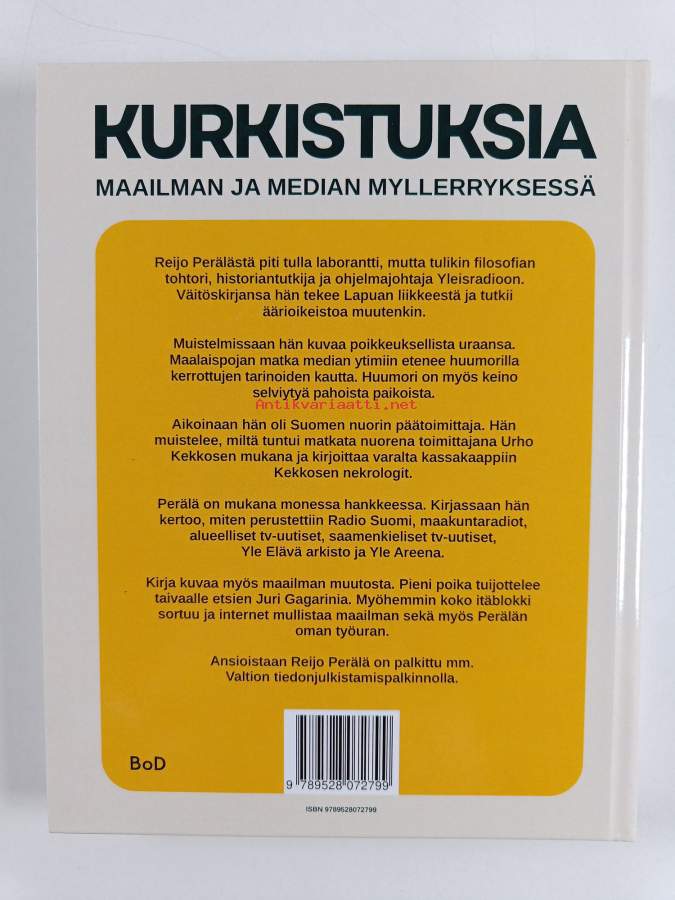 KURKISTUKSIA
MAAILMAN JA MEDIAN MYLLERRYKSESSÄ
Reijo Perälästä piti tulla laborantti, mutta tulikin filosofian
tohtori, historiantutkija ja ohjelmajohtaja Yleisradioon.
Väitöskirjansa hän tekee Lapuan liikkeestä ja tutkii
äärioikeistoa muutenkin.
Muistelmissaan hän kuvaa poikkeuksellista uraansa.
Maalaispojan matka median ytimiin etenee huumorilla
kerrottujen tarinoiden kautta. Huumori on myös keino
selviytyä pahoista paikoista.
Antikvariaatti.net
Aikoinaan hän oli Suomen nuorin päätoimittaja. Hän
muistelee, miltä tuntui matkata nuorena toimittajana Urho
Kekkosen mukana ja kirjoittaa varalta kassakaappiin
Kekkosen nekrologit.
Perälä on mukana monessa hankkeessa. Kirjassaan hän
kertoo, miten perustettiin Radio Suomi, maakuntaradiot,
alueelliset tv-uutiset, saamenkieliset tv-uutiset,
Yle Elävä arkisto ja Yle Areena.
Kirja kuvaa myös maailman muutosta. Pieni poika tuijottelee
taivaalle etsien Juri Gagarinia. Myöhemmin koko itäblokki
sortuu ja internet mullistaa maailman sekä myös Perälän
oman työuran.
Ansioistaan Reijo Perälä on palkittu mm.
Valtion tiedonjulkistamispalkinnolla.
BoD
9 789528 072799
ISBN 9789528072799